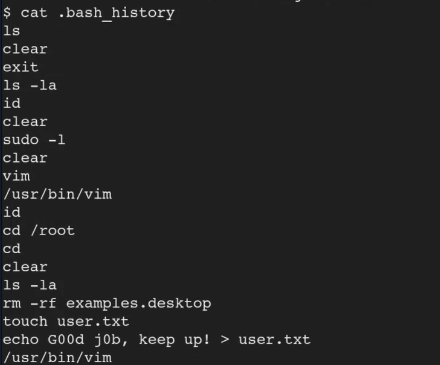 $ cat .bash_history
ls
clear
exit
ls -la
id
clear
sudo -l
clear
vim
/usr/bin/vim
id
cd /root
cd
clear
ls -la
rm -rf examples.desktop
touch user.txt
echo G00d j0b, keep up! > user.txt
/usr/bin/vim